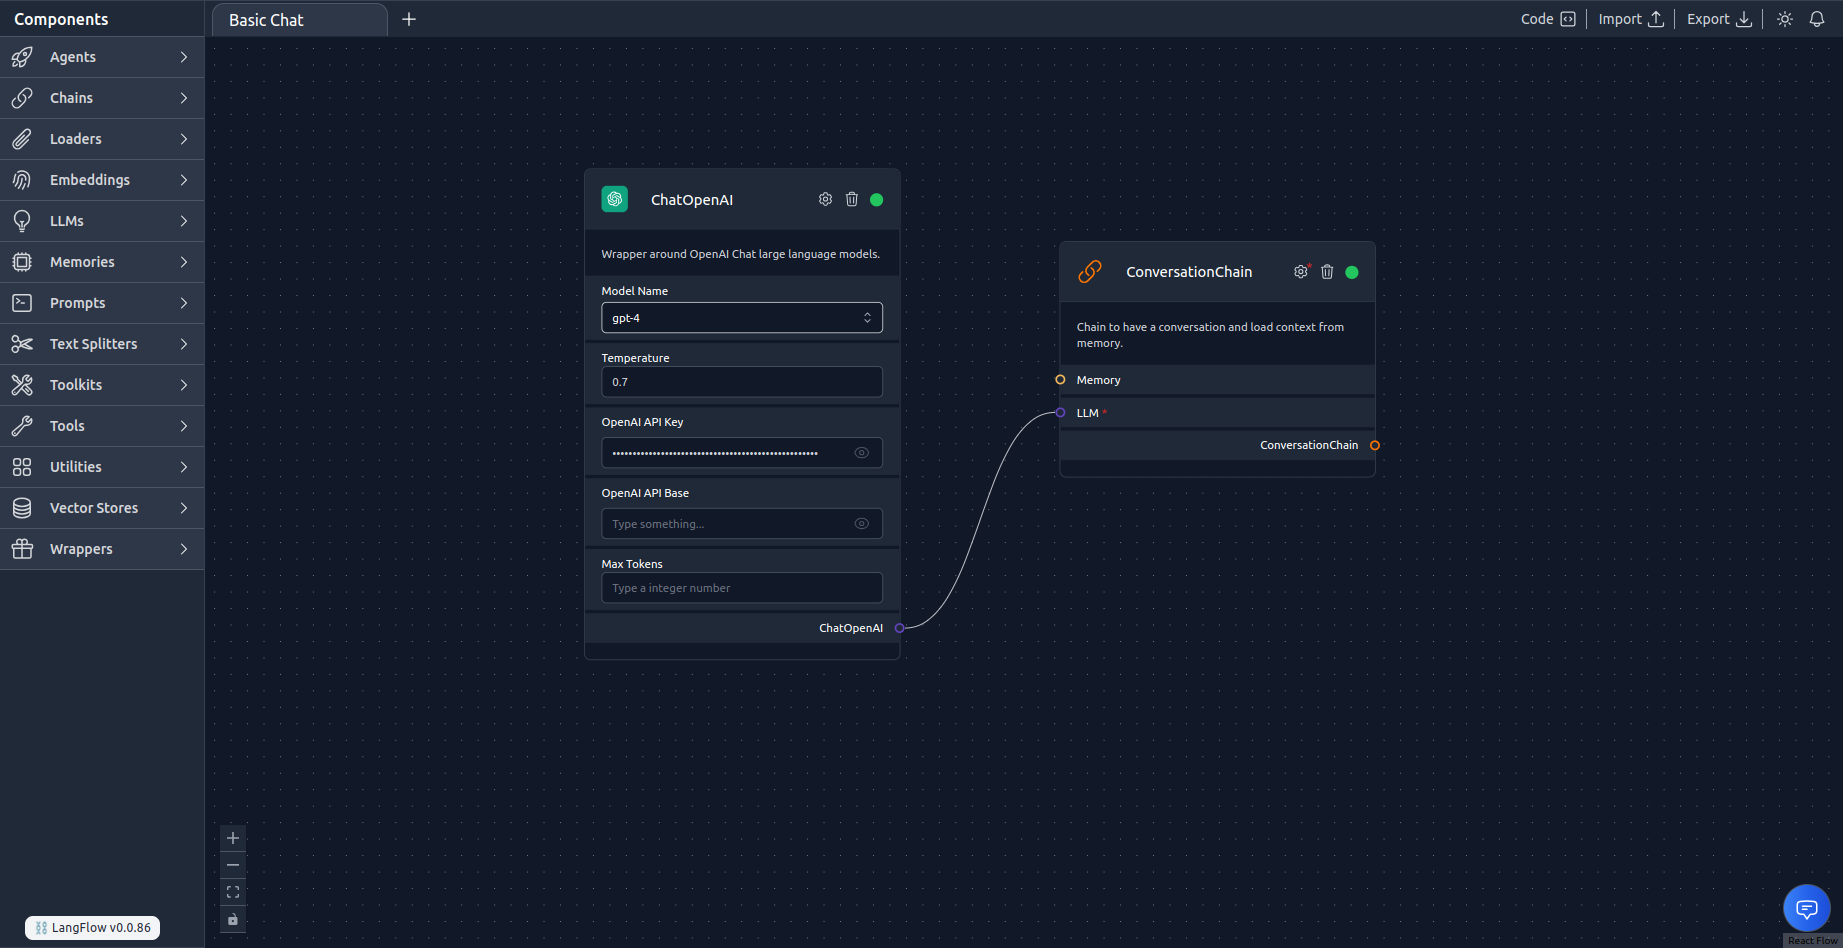 Components
Basic Chat
Code
Import
Export
Agents
Chains
Loaders
Embeddings
LLMs
Memories
Prompts
Text Splitters
Toolkits
Tools
Utilities
Vector Stores
Wrappers
ChatOpenAI
Wrapper around OpenAI Chat large language models.
Model Name
gpt-4
Temperature
0.7
OpenAI API Key
OpenAI API Base
Type something...
Max Tokens
Type a integer number
ChatOpenAI
ConversationChain
Chain to have a conversation and load context from
memory.
Memory
LLM *
ConversationChain
LangFlow v0.0.86
React Flow